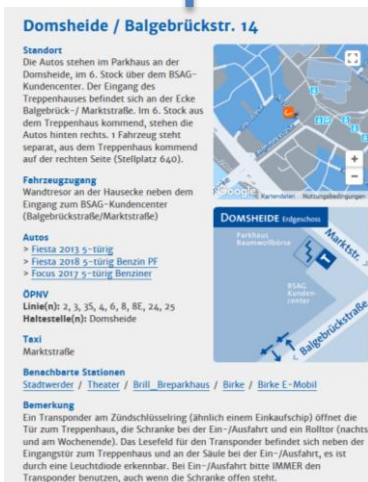 Domsheide / Balgebrückstr. 14
Standort
Die Autos stehen im Parkhaus an der
Domsheide, im 6. Stock über dem BSAG-
Kundencenter. Der Eingang des
Treppenhauses befindet sich an der Ecke
Balgebrück-/ Marktstraße. Im 6. Stock aus
dem Treppenhaus kommend, stehen die
Autos hinten rechts. 1 Fahrzeug steht
separat, aus dem Treppenhaus kommend
auf der rechten Seite (Stellplatz 640).
Fahrzeugzugang
Wandtresor an der Hausecke neben dem
Eingang zum BSAG-Kundencenter
(Balgebrückstraße/Marktstraße)
Autos
> Fiesta 2013 5-türig
> Fiesta 2018 5-türig Benzin PF
> Focus 2017 5-türig Benziner
ÖPNV
Linie(n): 2, 3, 3S, 4, 6, 8, 8E, 24, 25
Haltestelle(n): Domsheide
Taxi
Marktstraße
Google
Kartendaten Nutzungsbedingungen
DOMSHEIDE Erdgeschoss
Parkhaus
Baumwollbörse
Marktstr.
BSAG
Kunden-
center
Balgebrückstraße
Benachbarte Stationen
Stadtwerder / Theater / Brill_Breparkhaus / Birke / Birke E-Mobil
Bemerkung
Ein Transponder am Zündschlüsselring (ähnlich einem Einkaufschip) öffnet die
Tür zum Treppenhaus, die Schranke bei der Ein-/Ausfahrt und ein Rolltor (nachts
und am Wochenende). Das Lesefeld für den Transponder befindet sich neben der
Eingangstür zum Treppenhaus und an der Säule bei der Ein-/Ausfahrt, es ist
durch eine Leuchtdiode erkennbar. Bei Ein-/Ausfahrt bitte IMMER den
Transponder benutzen, auch wenn die Schranke offen steht.